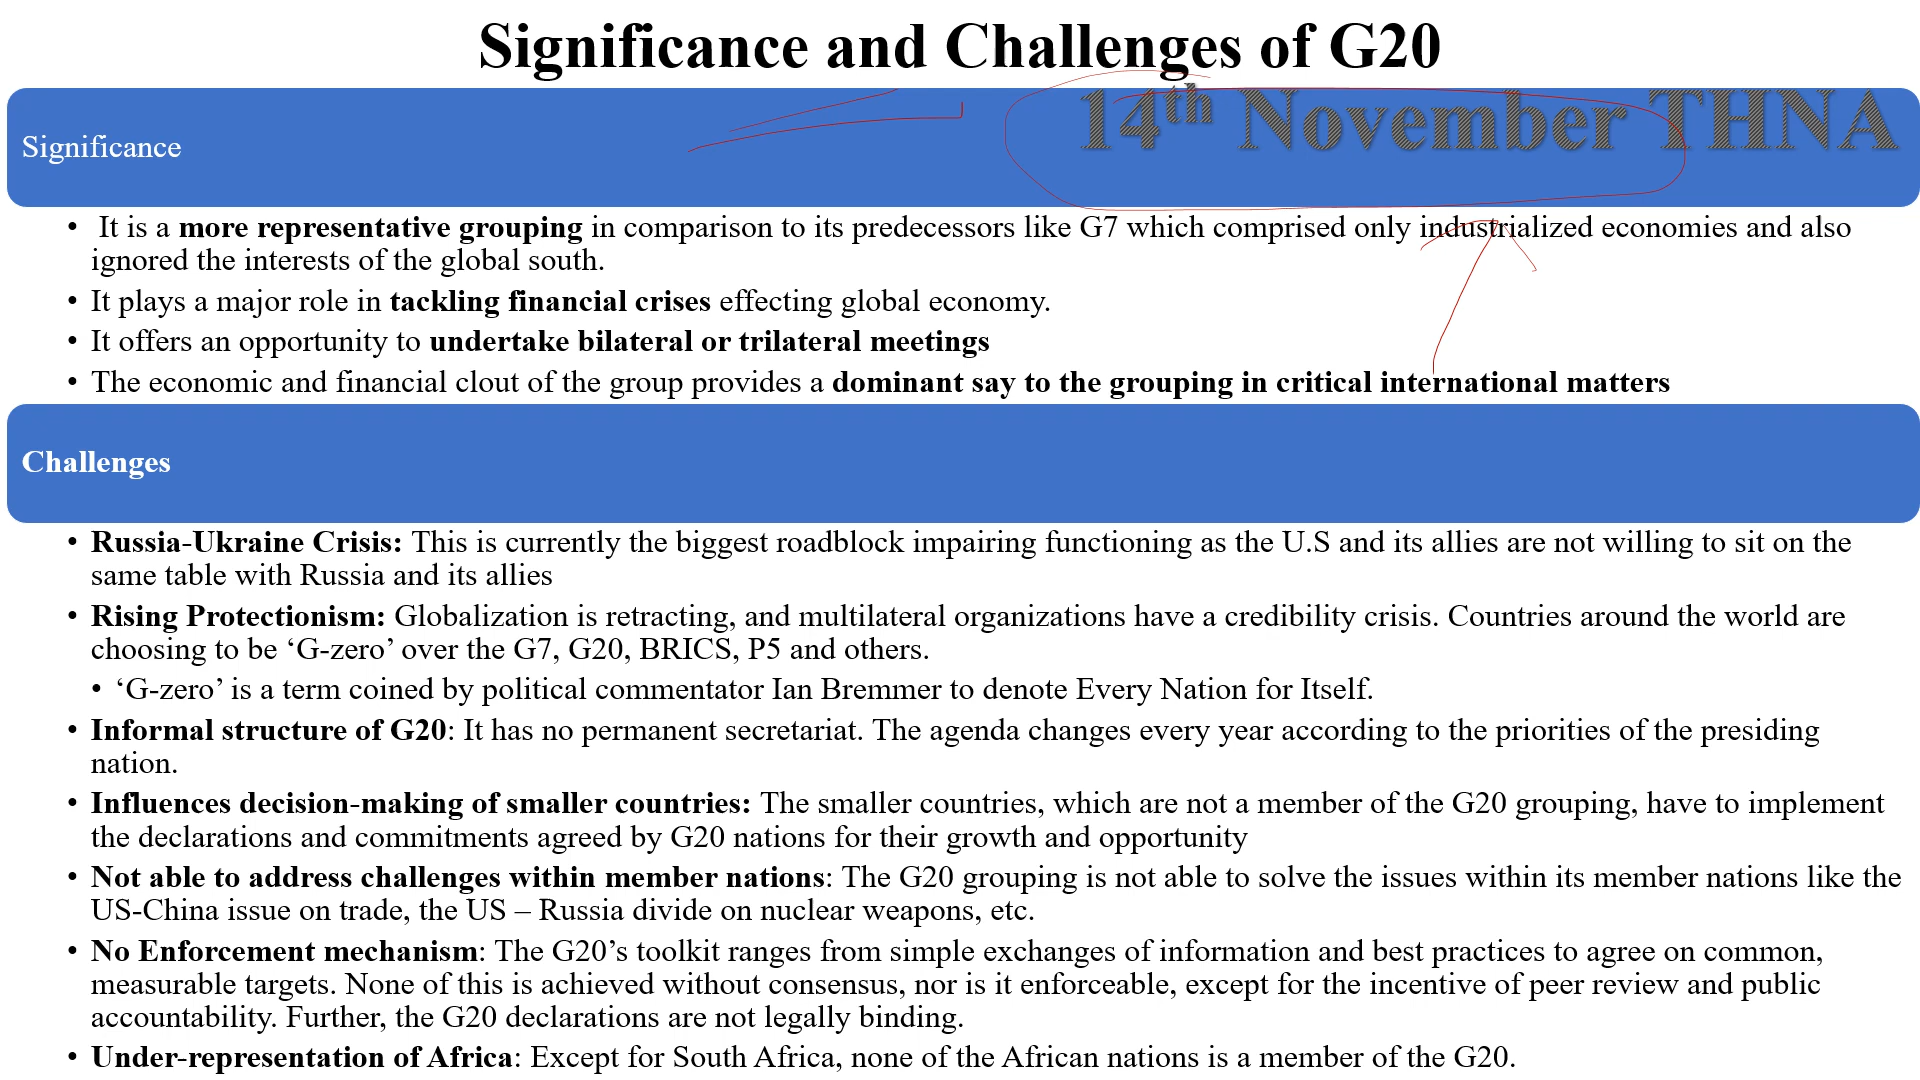 Significance and Challenges of G20
14th November THNA
Significance
• It is a more representative grouping in comparison to its predecessors like G7 which comprised only industrialized economies and also
ignored the interests of the global south.
• It plays a major role in tackling financial crises effecting global economy.
• It offers an opportunity to undertake bilateral or trilateral meetings
• The economic and financial clout of the group provides a dominant say to the grouping in critical international matters
Challenges
• Russia-Ukraine Crisis: This is currently the biggest roadblock impairing functioning as the U.S and its allies are not willing to sit on the
same table with Russia and its allies
• Rising Protectionism: Globalization is retracting, and multilateral organizations have a credibility crisis. Countries around the world are
choosing to be ‘G-zero’ over the G7, G20, BRICS, P5 and others.
• ‘G-zero’ is a term coined by political commentator Ian Bremmer to denote Every Nation for Itself.
• Informal structure of G20: It has no permanent secretariat. The agenda changes every year according to the priorities of the presiding
nation.
• Influences decision-making of smaller countries: The smaller countries, which are not a member of the G20 grouping, have to implement
the declarations and commitments agreed by G20 nations for their growth and opportunity
• Not able to address challenges within member nations: The G20 grouping is not able to solve the issues within its member nations like the
US-China issue on trade, the US – Russia divide on nuclear weapons, etc.
• No Enforcement mechanism: The G20’s toolkit ranges from simple exchanges of information and best practices to agree on common,
measurable targets. None of this is achieved without consensus, nor is it enforceable, except for the incentive of peer review and public
accountability. Further, the G20 declarations are not legally binding.
• Under-representation of Africa: Except for South Africa, none of the African nations is a member of the G20.